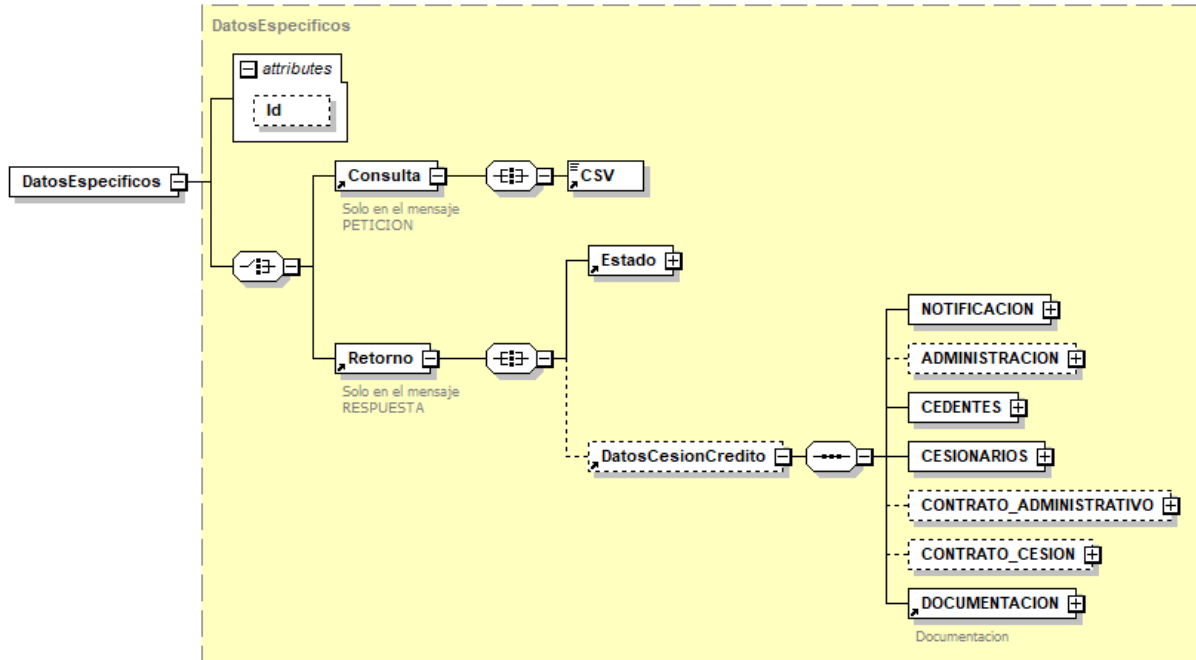 DatosEspecificos
attributes
Id
DatosEspecificos
Consulta
CSV
Solo en el mensaje
PETICION
Estado
NOTIFICACION
Retorno
ADMINISTRACION
Solo en el mensaje
RESPUESTA
CEDENTES
DatosCesionCredito
CESIONARIOS
CONTRATO_ADMINISTRATIVO
CONTRATO_CESION
DOCUMENTACION
Documentacion